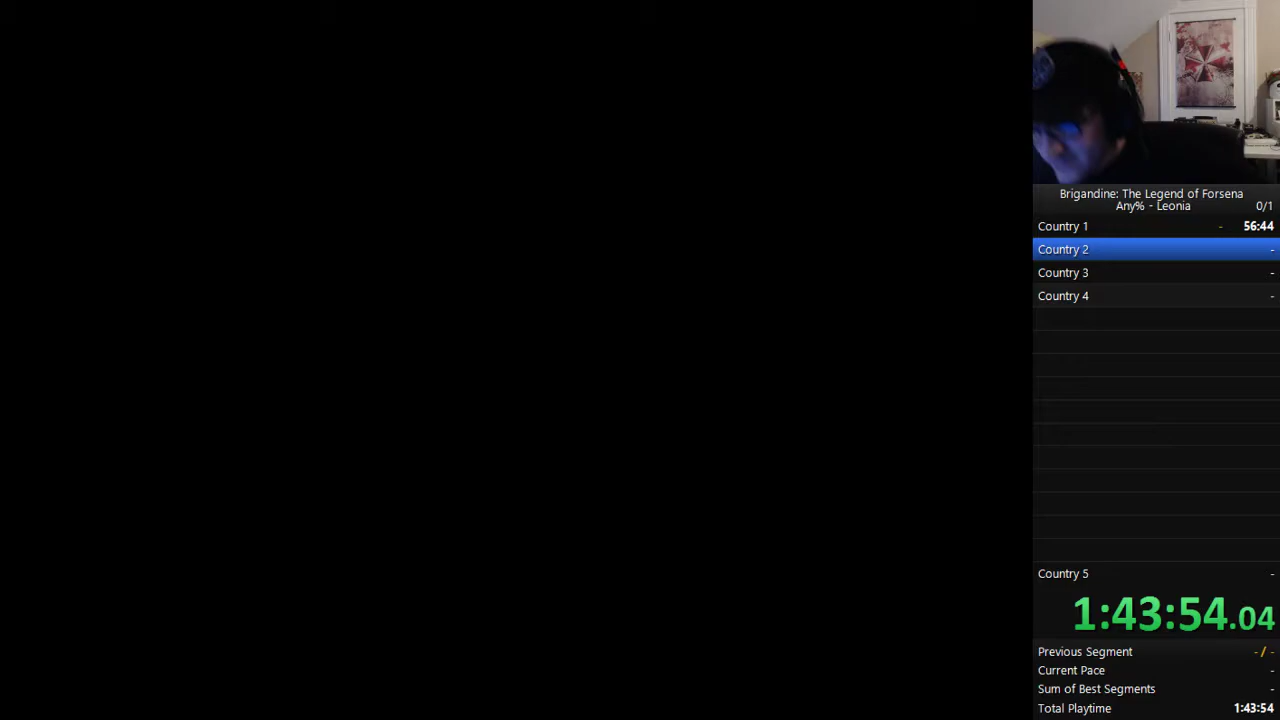 Brigandine: The Legend of Forsena
Any% - Leonia 0/1
Country 1 - 56:44
Country 2 -
Country 3 -
Country 4 -
Country 5 -
1:43:54.04
Previous Segment - / -
Current Pace -
Sum of Best Segments -
Total Playtime 1:43:54